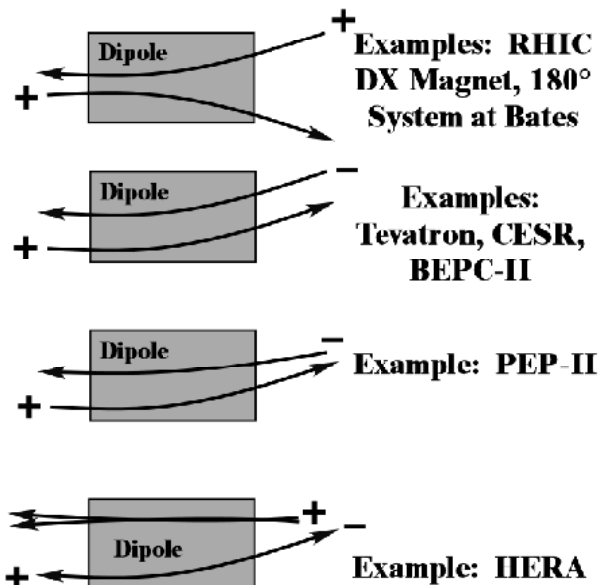 +
Dipole
Examples: RHIC
DX Magnet, 180°
System at Bates
+
−
Dipole
Examples:
Tevatron, CESR,
BEPC-II
+
−
Dipole
Example: PEP-II
+
+
−
Dipole
Example: HERA
+